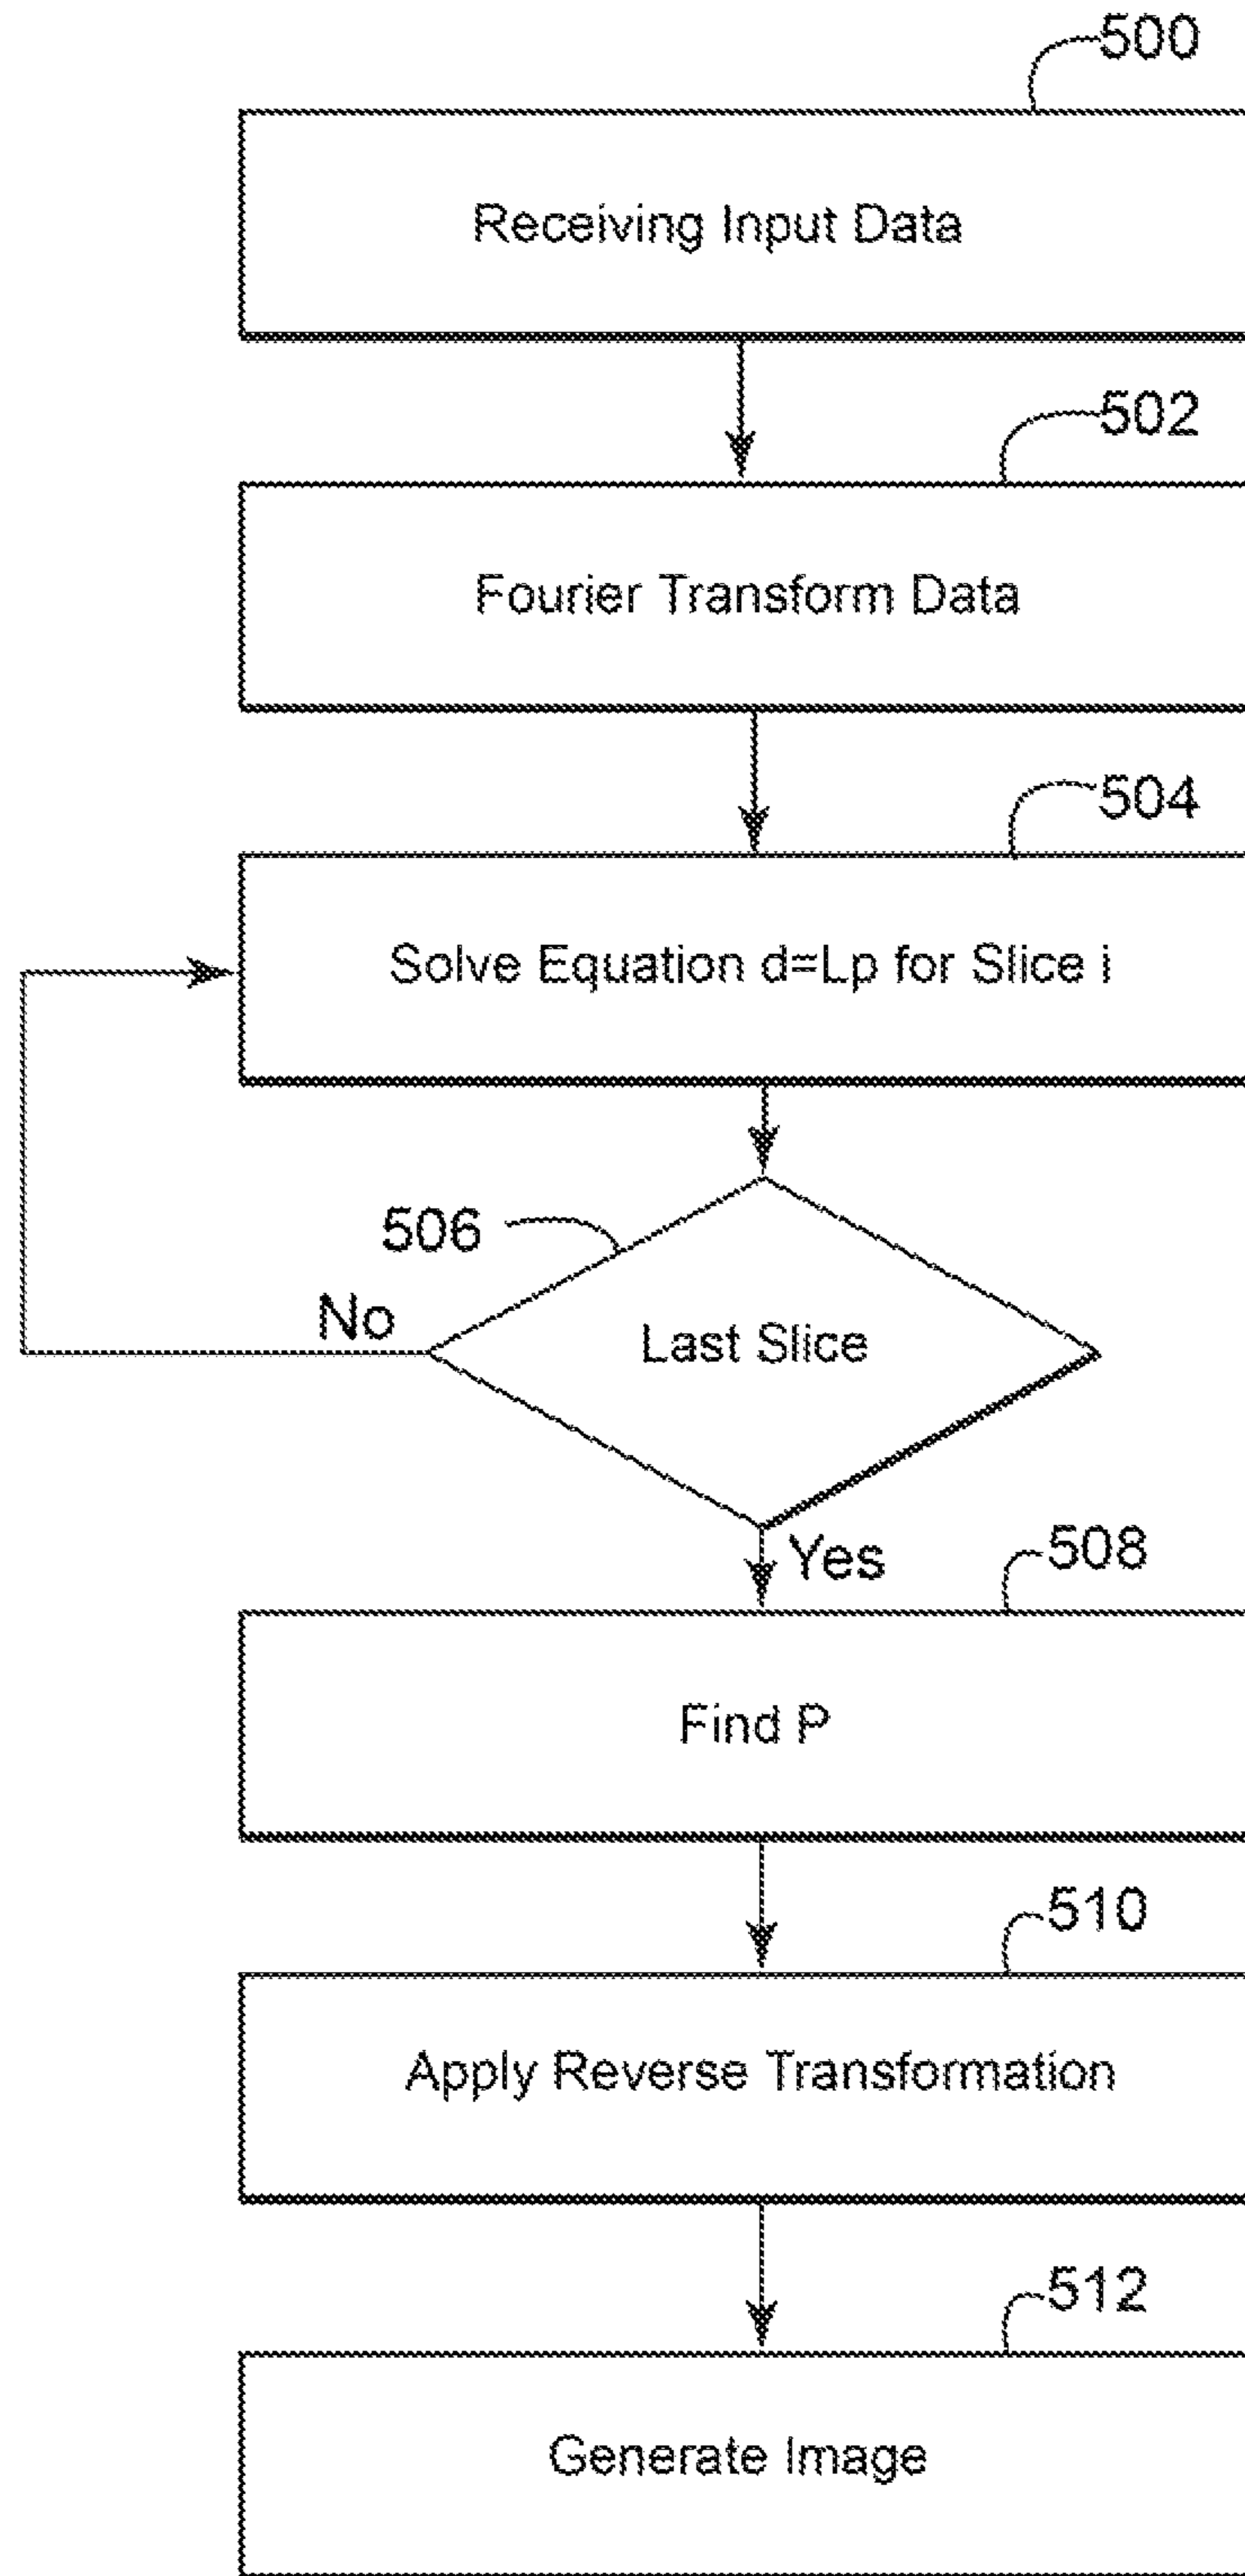 500
Receiving Input Data
502
Fourier Transform Data
504
Solve Equation d=Lp for Slice i
506
No
Last Slice
Yes
508
Find P
510
Apply Reverse Transformation
512
Generate Image